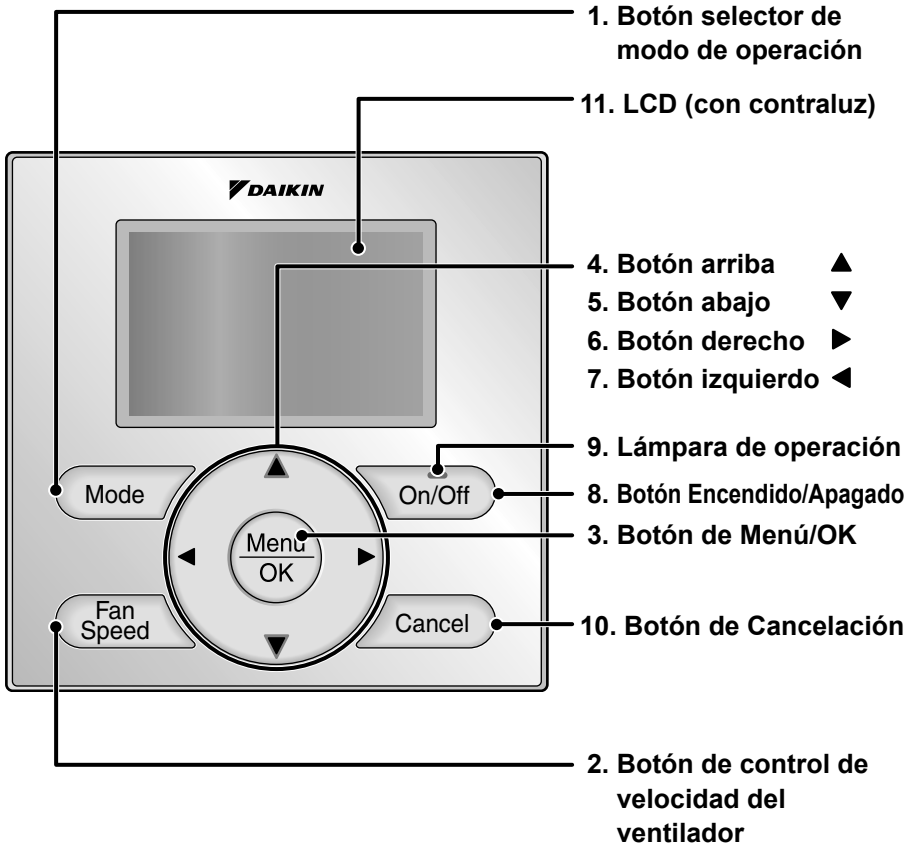 1. Botón selector de
modo de operación
11. LCD (con contraluz)
DAIKIN
4. Botón arriba ▲
5. Botón abajo ▼
6. Botón derecho ▶
7. Botón izquierdo ◀
9. Lámpara de operación
8. Botón Encendido/Apagado
3. Botón de Menú/OK
10. Botón de Cancelación
2. Botón de control de
velocidad del
ventilador
Mode
On/Off
Menu
OK
Fan
Speed
Cancel